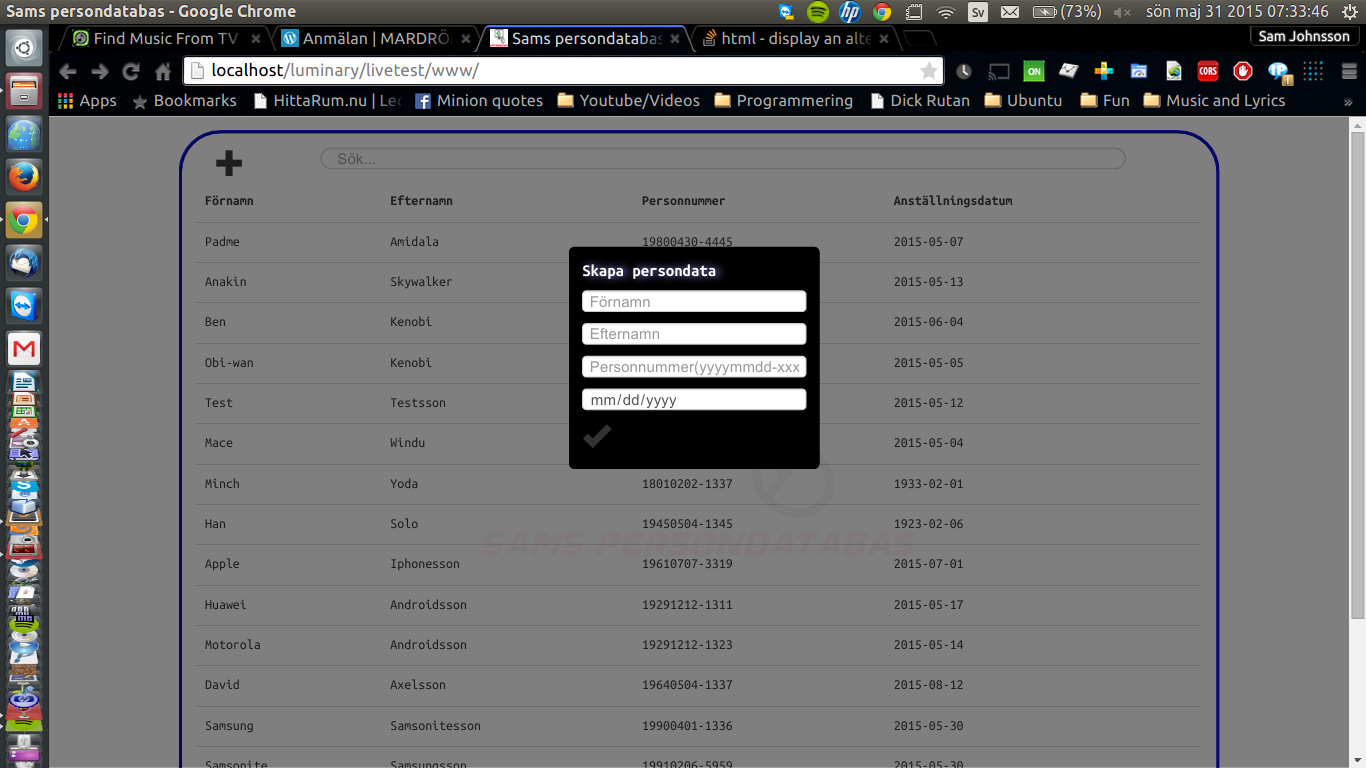 Sams persondatabas - Google Chrome
Sv (73%) sön maj 31 2015 07:33:46
Find Music From TV
Anmälan | MARDRÖ
Sams persondatabas
html - display an alte
Sam Johnsson
localhost/luminary/livetest/www/
ON
CORS
Apps Bookmarks HittaRum.nu | Le Minion quotes Youtube/Videos Programmering Dick Rutan Ubuntu Fun Music and Lyrics »
Sök...
Förnamn Efternamn Personnummer Anställningsdatum
Padme Amidala 19800430-4445 2015-05-07
Anakin Skywalker 2015-05-13
Ben Kenobi 2015-06-04
Obi-wan Kenobi 2015-05-05
Test Testsson 2015-05-12
Mace Windu 2015-05-04
Minch Yoda 18010202-1337 1933-02-01
Han Solo 19450504-1345 1923-02-06
Apple Iphonesson 19610707-3319 2015-07-01
Huawei Androidsson 19291212-1311 2015-05-17
Motorola Androidsson 19291212-1323 2015-05-14
David Axelsson 19640504-1337 2015-08-12
Samsung Samsonitesson 19900401-1336 2015-05-30
Samsonite Samsungsson 19910206-5959 2015-05-30
Skapa persondata
Förnamn
Efternamn
Personnummer(yyyymmdd-xxx
mm/dd/yyyy
SAMS PERSONDATABAS